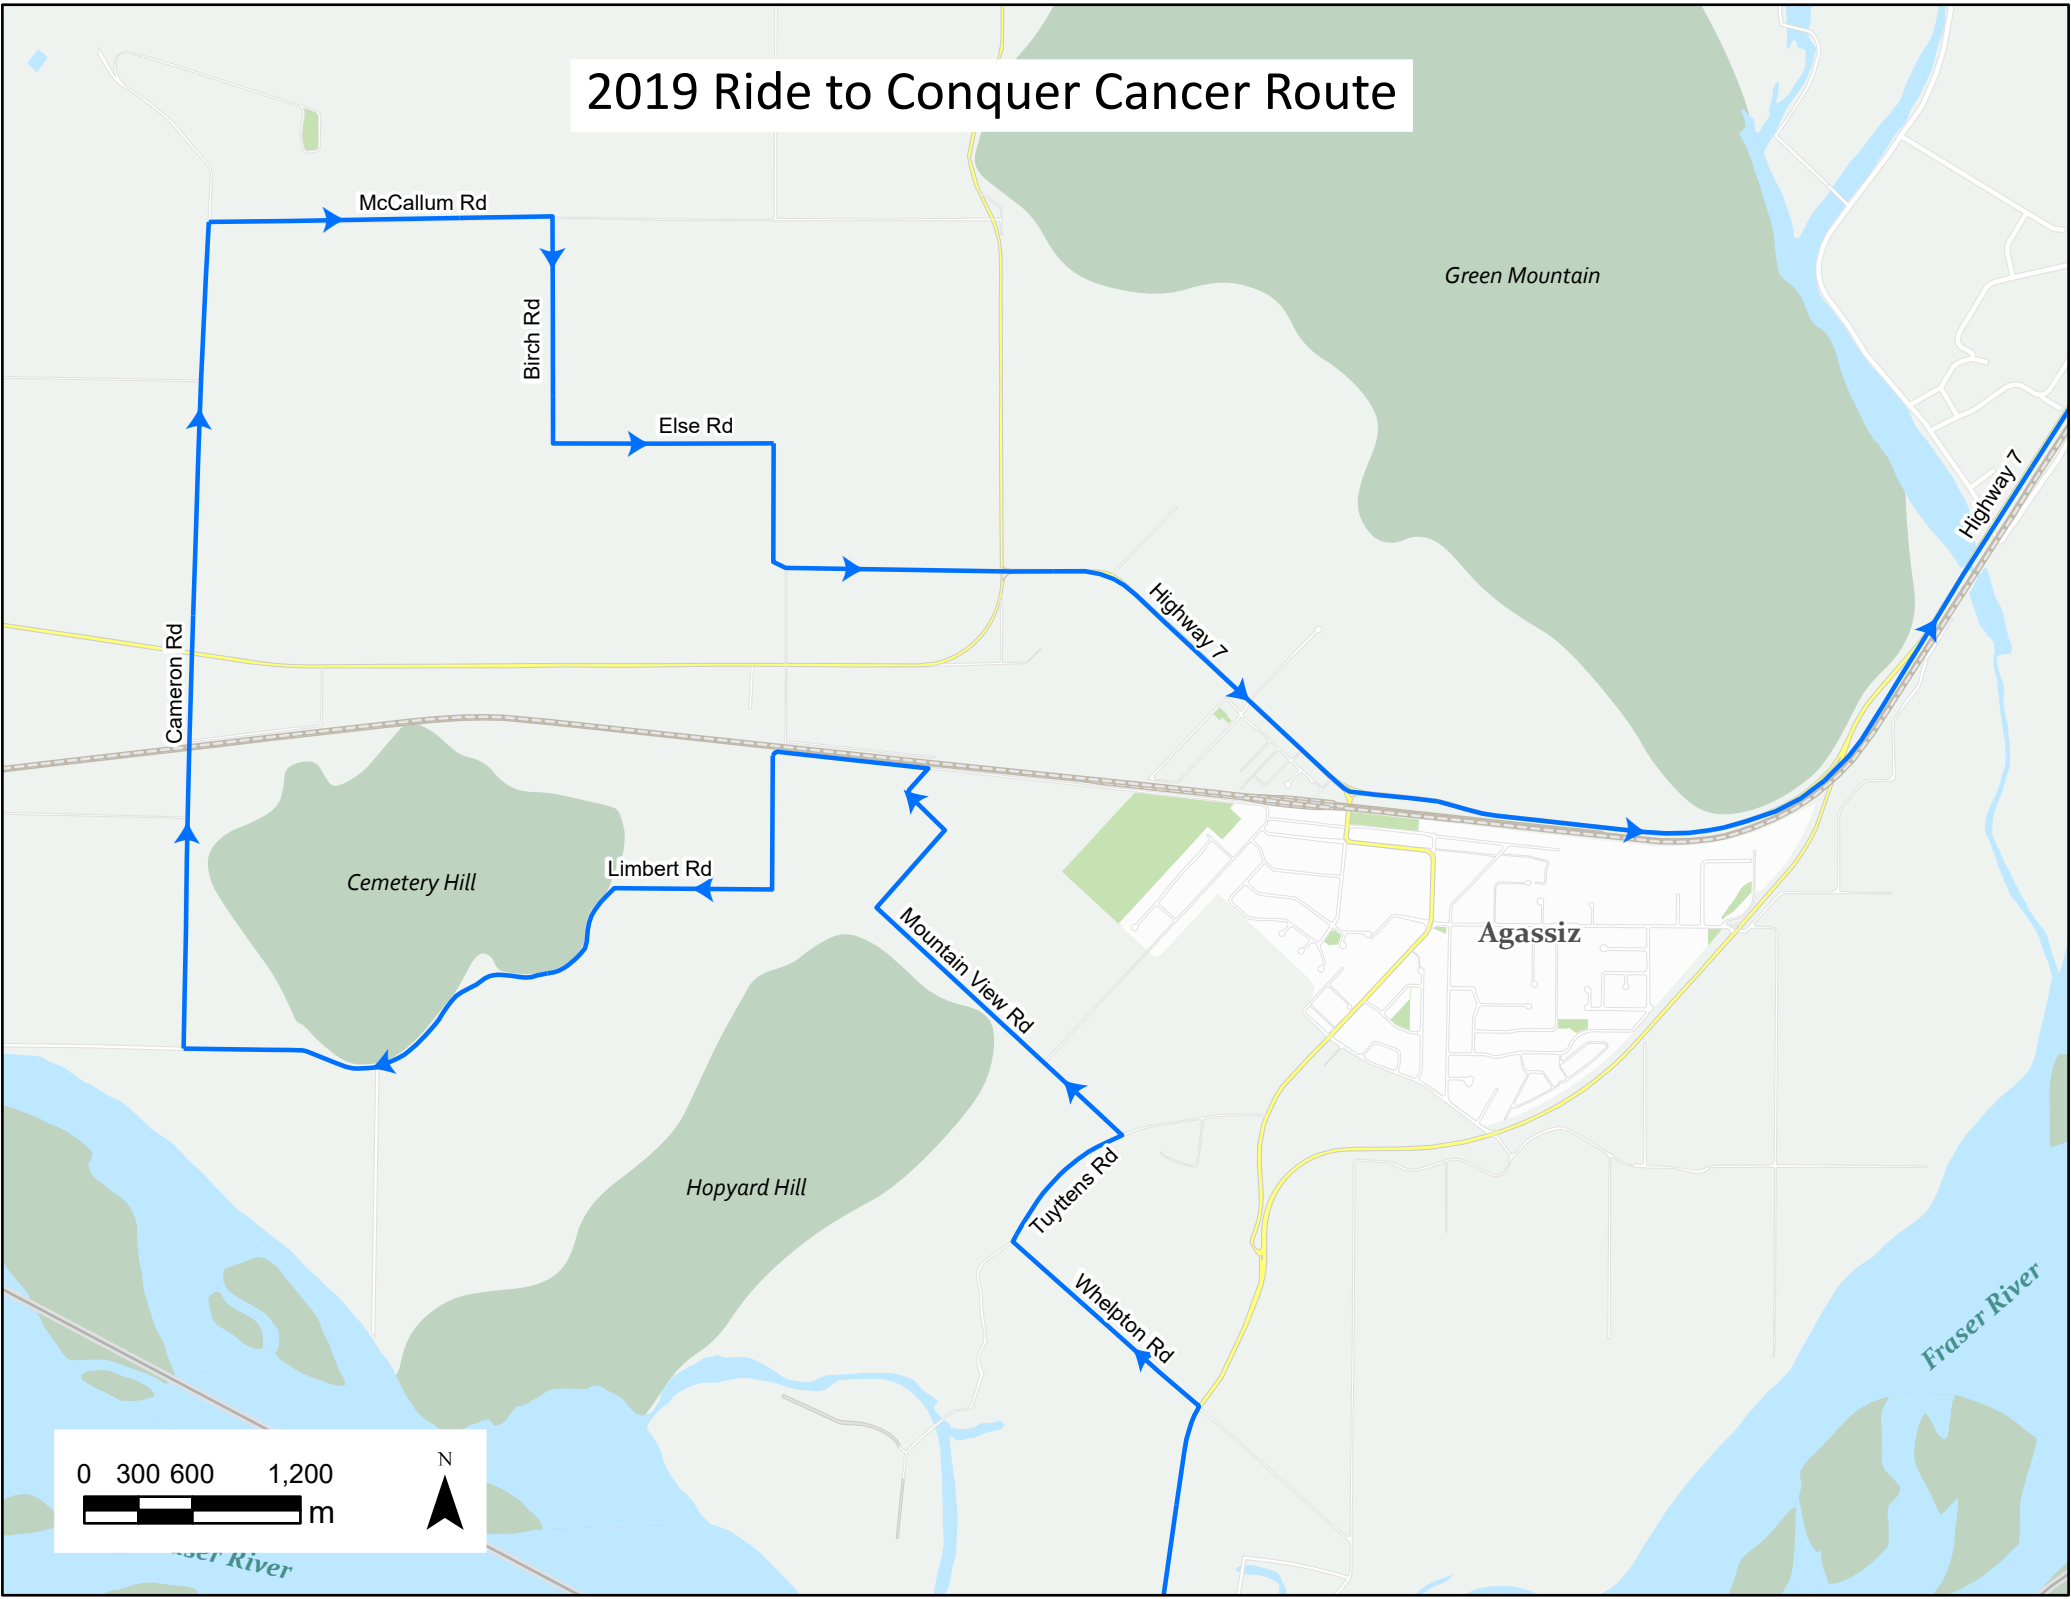 2019 Ride to Conquer Cancer Route
McCallum Rd
Green Mountain
Birch Rd
Else Rd
Highway 7
Highway 7
Cameron Rd
Limbert Rd
Cemetery Hill
Mountain View Rd
Agassiz
Tuyttens Rd
Hopyard Hill
Whelpton Rd
Fraser River
0 300 600 1,200
m
N
River